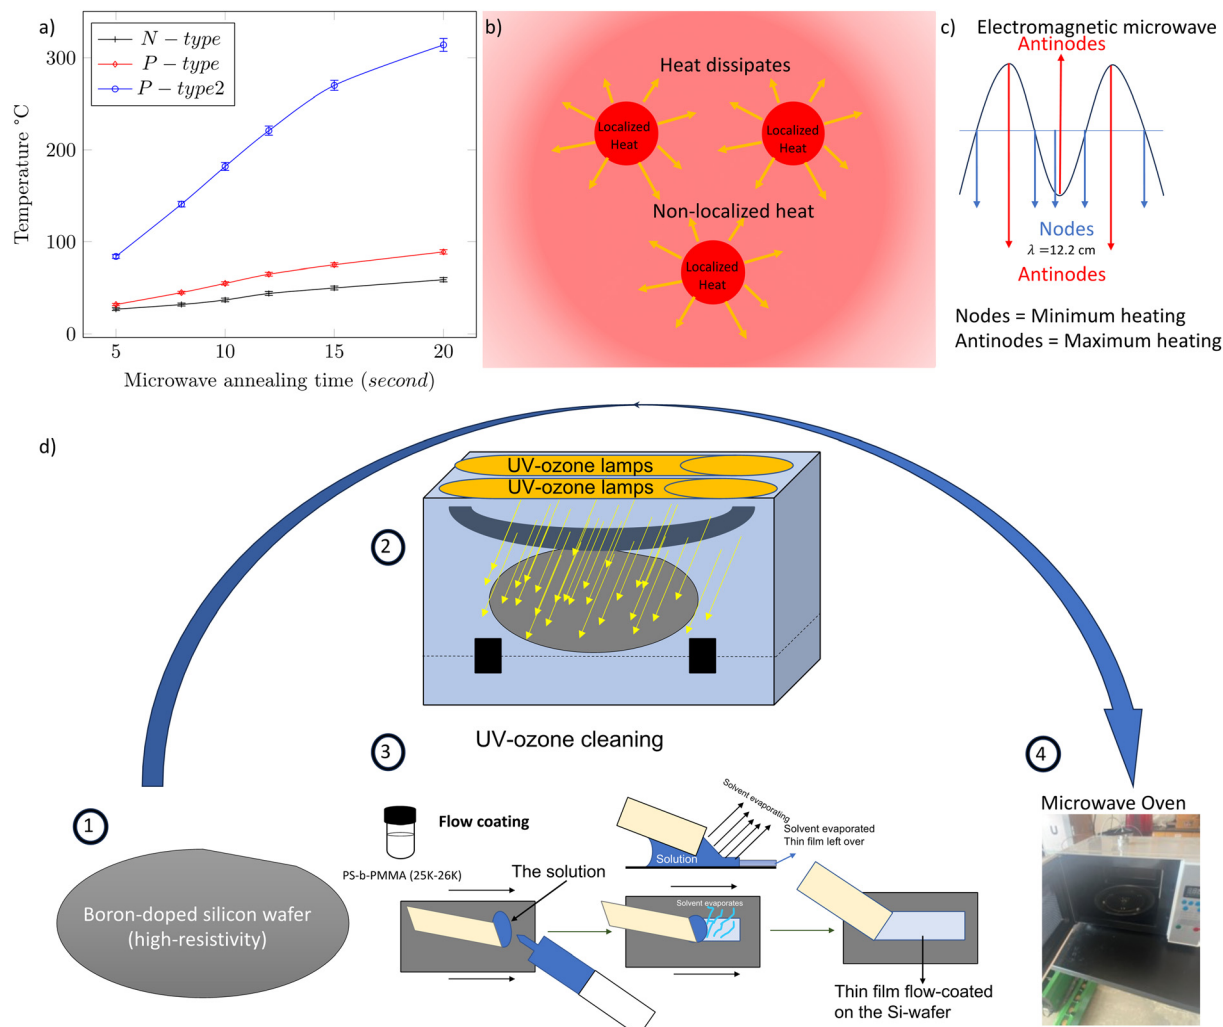 a)
N − type
P − type
P − type2
300
200
100
0
5
10
15
20
Temperature °C
Microwave annealing time (second)
b)
Heat dissipates
Localized
Heat
Localized
Heat
Non-localized heat
Localized
Heat
c)
Electromagnetic microwave
Antinodes
Nodes
λ =12.2 cm
Antinodes
Nodes = Minimum heating
Antinodes = Maximum heating
d)
UV-ozone lamps
UV-ozone lamps
2
UV-ozone cleaning
1
Boron-doped silicon wafer
(high-resistivity)
3
Flow coating
PS-b-PMMA (25K-26K)
The solution
Solvent evaporating
Solution
Solvent evaporated
Thin film left over
Solvent evaporates
Thin film flow-coated
on the Si-wafer
4
Microwave Oven